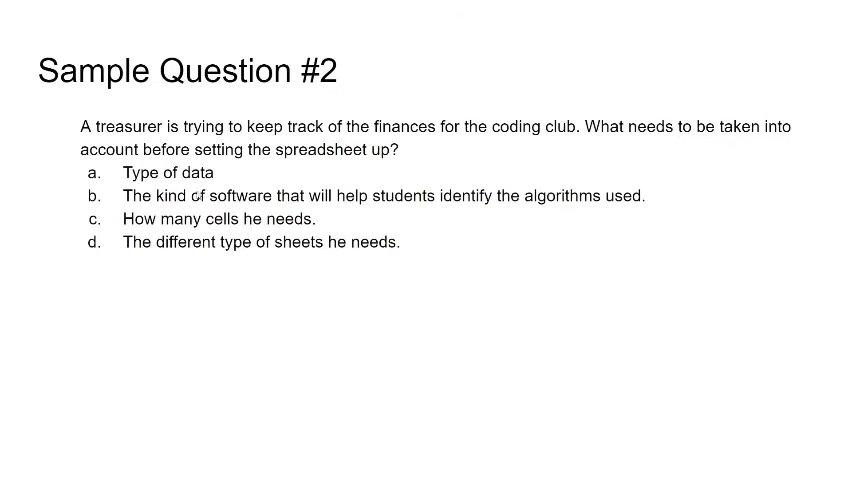 Sample Question #2
A treasurer is trying to keep track of the finances for the coding club. What needs to be taken into
account before setting the spreadsheet up?
a. Type of data
b. The kind of software that will help students identify the algorithms used.
c. How many cells he needs.
d. The different type of sheets he needs.